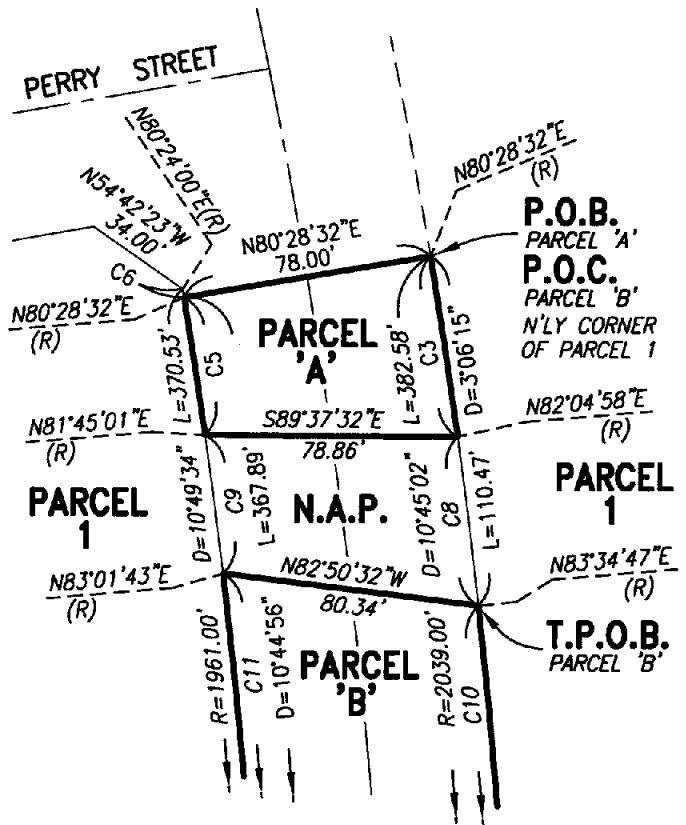 PERRY STREET
N80°24'00"E(R)
N54°42'23"W
34.00'
N80°28'32"E
(R)
N80°28'32"E
78.00'
P.O.B.
PARCEL 'A'
P.O.C.
PARCEL 'B'
N'LY CORNER
OF PARCEL 1
C6
N80°28'32"E
(R)
PARCEL
'A'
L=370.53'
C5
L=382.58'
C3
D=3°06'15"
N81°45'01"E
(R)
S89°37'32"E
78.86'
N82°04'58"E
(R)
PARCEL
1
D=10°49'34"
C9
L=367.89'
N.A.P.
D=10°45'02"
C8
L=110.47'
PARCEL
1
N83°01'43"E
(R)
N82°50'32"W
80.34'
N83°34'47"E
(R)
T.P.O.B.
PARCEL 'B'
R=1961.00'
C11
D=10°44'56"
PARCEL
'B'
R=2039.00'
C10